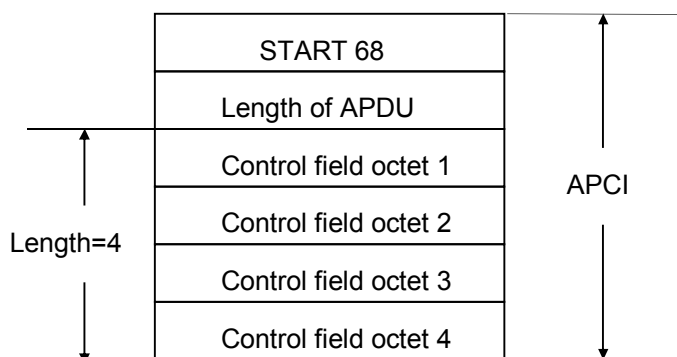 START 68
Length of APDU
Control field octet 1
Control field octet 2
Control field octet 3
Control field octet 4
Length=4
APCI